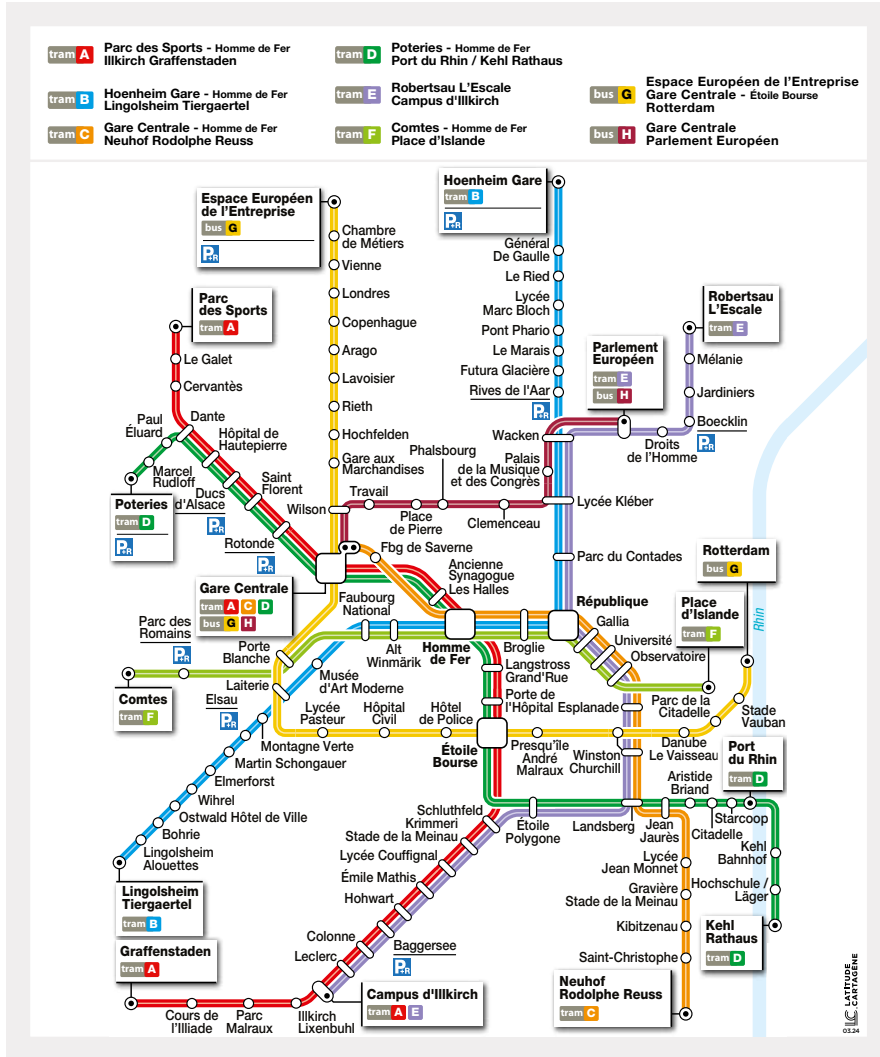 tram A Parc des Sports - Homme de Fer
Illkirch Graffenstaden
tram B Hoenheim Gare - Homme de Fer
Lingolsheim Tiergaertel
tram C Gare Centrale - Homme de Fer
Neuhof Rodolphe Reuss
tram D Poteries - Homme de Fer
Port du Rhin / Kehl Rathaus
tram E Robertsau L'Escale
Campus d'Illkirch
tram F Comtes - Homme de Fer
Place d'Islande
bus G Espace Européen de l'Entreprise
Gare Centrale - Étoile Bourse
Rotterdam
bus H Gare Centrale
Parlement Européen
Espace Européen
de l'Entreprise
bus G
P+R
Chambre
de Métiers
Vienne
Londres
Copenhague
Arago
Lavoisier
Rieth
Hochfelden
Gare aux
Marchandises
Wilson
Hoenheim Gare
tram B
P+R
Général
De Gaulle
Le Ried
Lycée
Marc Bloch
Pont Phario
Le Marais
Futura Glacière
Rives de l'Aar
P+R
Wacken
Palais
de la Musique
et des Congrès
Lycée Kléber
Parc du Contades
Parlement
Européen
tram E
bus H
Robertsau
L'Escale
tram E
Mélanie
Jardiniers
Boecklin
P+R
Droits
de l'Homme
Parc
des Sports
tram A
Le Galet
Cervantès
Dante
Paul
Éluard
Marcel
Rudloff
Poteries
tram D
P+R
Hôpital de
Hautepierre
Ducs
d'Alsace
P+R
Saint
Florent
Rotonde
P+R
Travail
Place
de Pierre
Phalsbourg
Clemenceau
Gare Centrale
tram A C D
bus G H
Fbg de Saverne
Ancienne
Synagogue
Les Halles
Faubourg
National
Alt
Winmärik
Homme
de Fer
Broglie
République
Gallia
Université
Observatoire
Rotterdam
bus G
Place
d'Islande
tram F
Rhin
Parc de la
Citadelle
Stade
Vauban
Parc des
Romains
P+R
Comtes
tram F
Porte
Blanche
Laiterie
Musée
d'Art Moderne
Elsau
P+R
Montagne Verte
Martin Schongauer
Elmerforst
Wihrel
Ostwald Hôtel de Ville
Bohrie
Lingolsheim
Alouettes
Lingolsheim
Tiergaertel
tram B
Lycée
Pasteur
Hôpital
Civil
Hôtel
de Police
Langstross
Grand'Rue
Porte de
l'Hôpital
Étoile
Bourse
Presqu'île
André
Malraux
Esplanade
Winston
Churchill
Danube
Le Vaisseau
Port
du Rhin
tram D
Aristide
Briand
Citadelle
Starcoop
Kehl
Bahnhof
Hochschule /
Läger
Kehl
Rathaus
tram D
Landsberg
Jean
Jaurès
Lycée
Jean Monnet
Gravière
Stade de la Meinau
Kibitzenau
Saint-Christophe
Neuhof
Rodolphe Reuss
tram C
Étoile
Polygone
Schluthfeld
Krimmeri
Stade de la Meinau
Lycée Couffignal
Émile Mathis
Hohwart
Baggersee
P+R
Colonne
Leclerc
Campus d'Illkirch
tram A E
Illkirch
Lixenbuhl
Parc
Malraux
Cours de
l'Illiade
Graffenstaden
tram A
LATITUDE
CARTAGÈNE
03.24